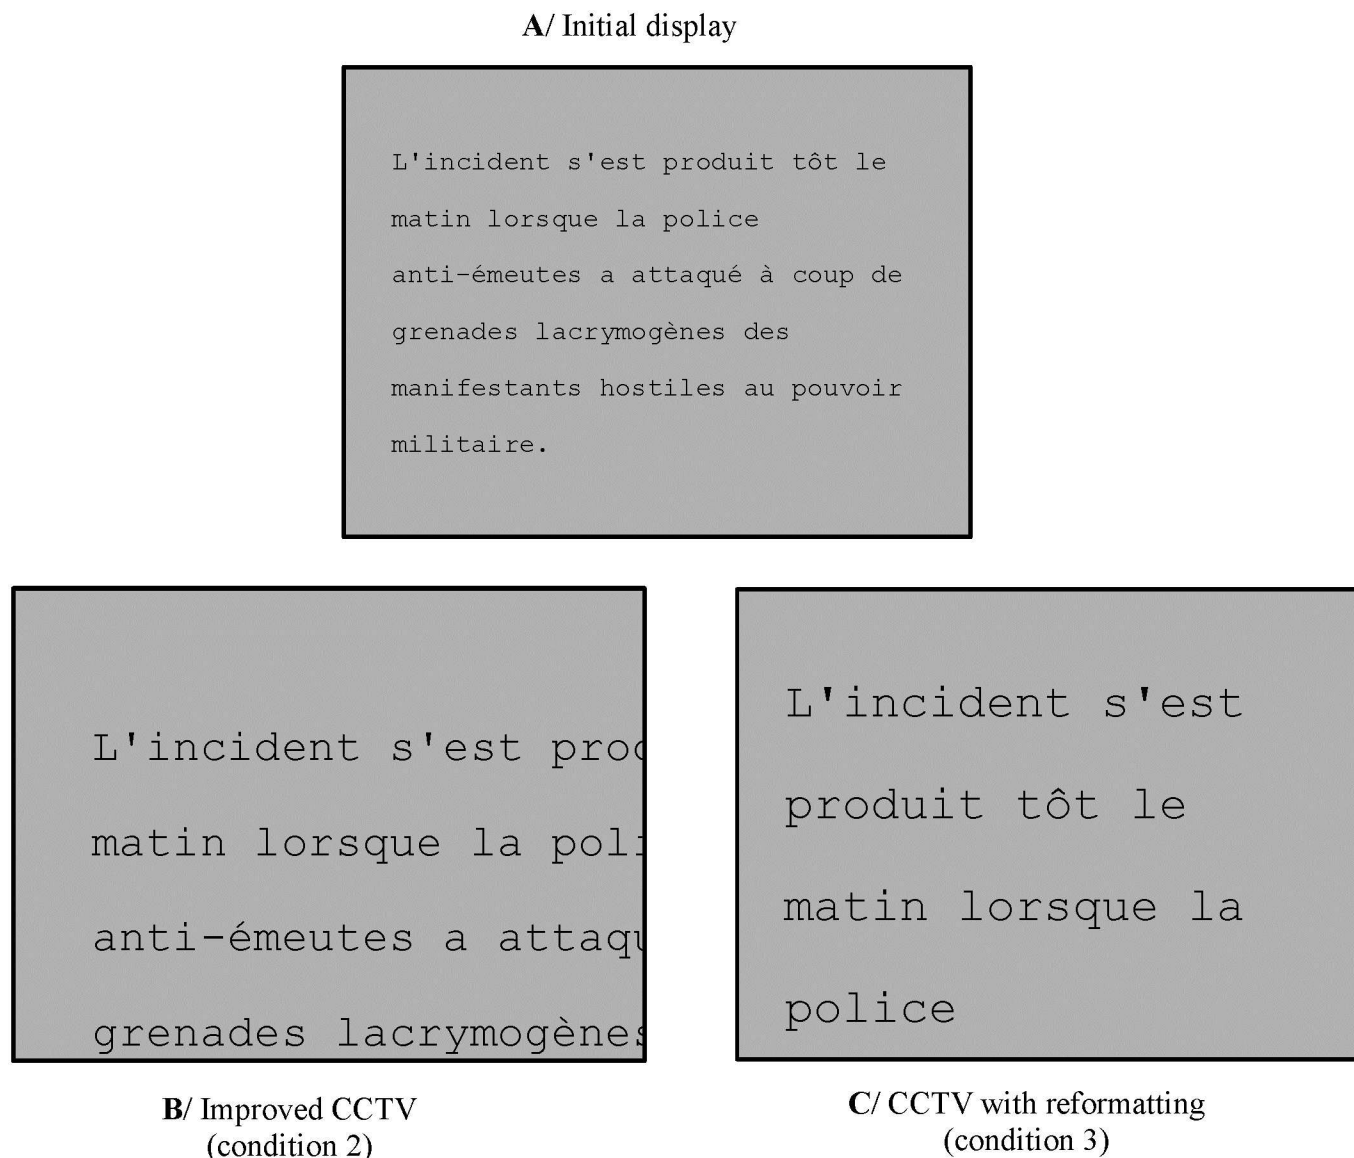 A/ Initial display
L'incident s'est produit tôt le
matin lorsque la police
anti-émeutes a attaqué à coup de
grenades lacrymogènes des
manifestants hostiles au pouvoir
militaire.
L'incident s'est prod
matin lorsque la poli
anti-émeutes a attaqu
grenades lacrymogènes
B/ Improved CCTV
(condition 2)
L'incident s'est
produit tôt le
matin lorsque la
police
C/ CCTV with reformatting
(condition 3)